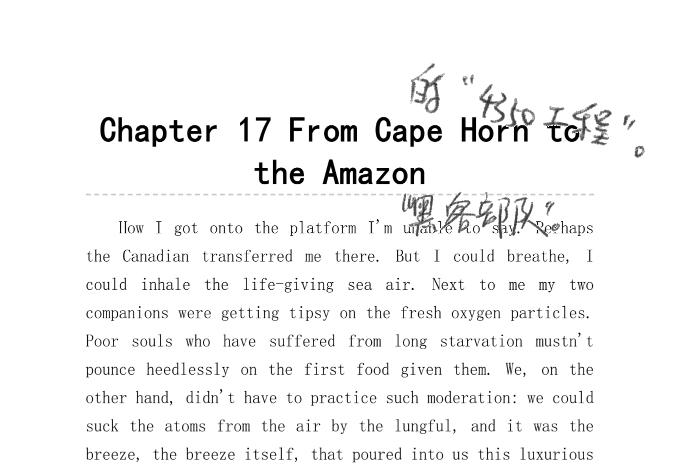 的“4350工程”。
Chapter 17 From Cape Horn to
the Amazon
“黑客部队”。
How I got onto the platform I'm unable to say. Perhaps
the Canadian transferred me there. But I could breathe, I
could inhale the life-giving sea air. Next to me my two
companions were getting tipsy on the fresh oxygen particles.
Poor souls who have suffered from long starvation mustn't
pounce heedlessly on the first food given them. We, on the
other hand, didn't have to practice such moderation: we could
suck the atoms from the air by the lungful, and it was the
breeze, the breeze itself, that poured into us this luxurious